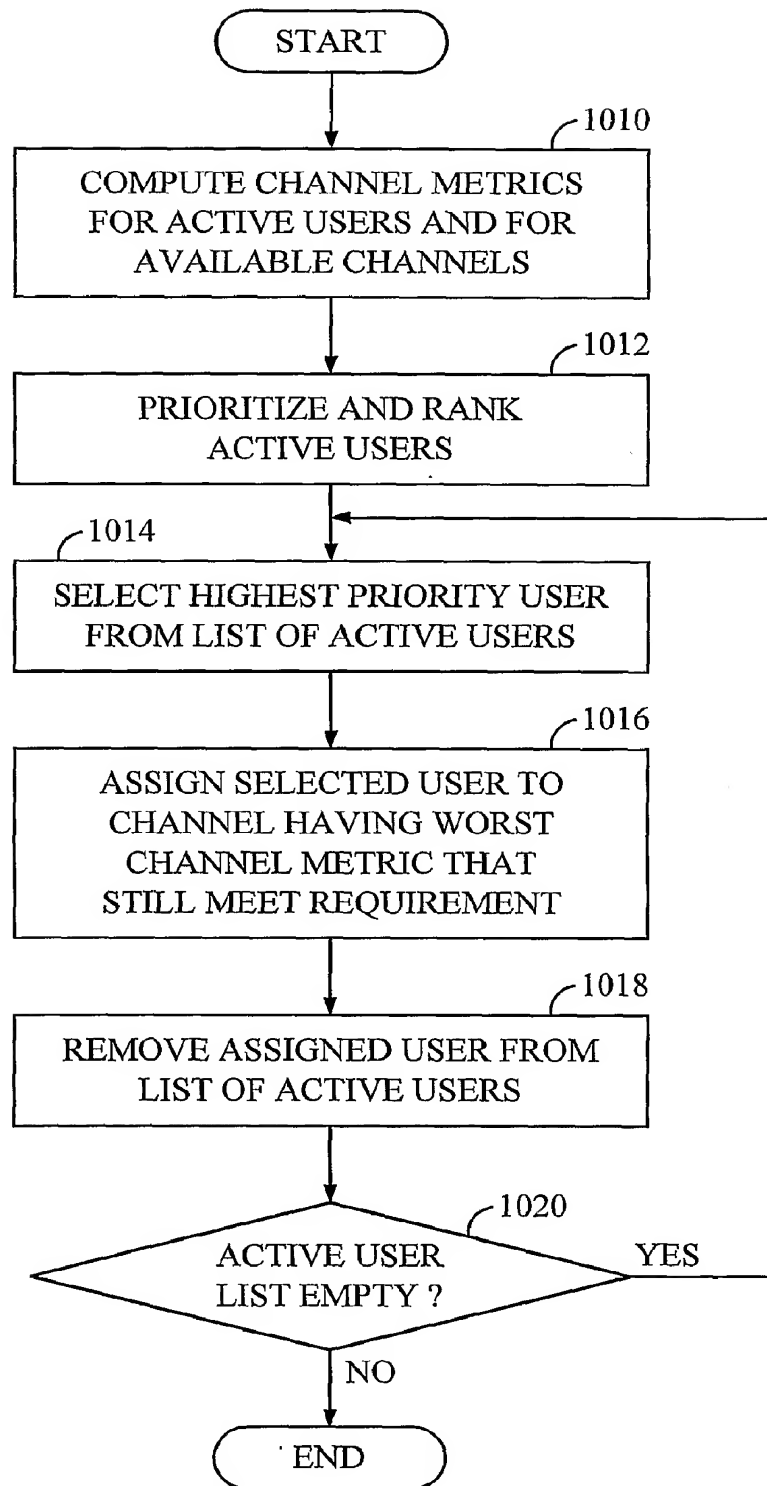 START
1010
COMPUTE CHANNEL METRICS
FOR ACTIVE USERS AND FOR
AVAILABLE CHANNELS
1012
PRIORITIZE AND RANK
ACTIVE USERS
1014
SELECT HIGHEST PRIORITY USER
FROM LIST OF ACTIVE USERS
1016
ASSIGN SELECTED USER TO
CHANNEL HAVING WORST
CHANNEL METRIC THAT
STILL MEET REQUIREMENT
1018
REMOVE ASSIGNED USER FROM
LIST OF ACTIVE USERS
1020
ACTIVE USER
LIST EMPTY ?
YES
NO
END